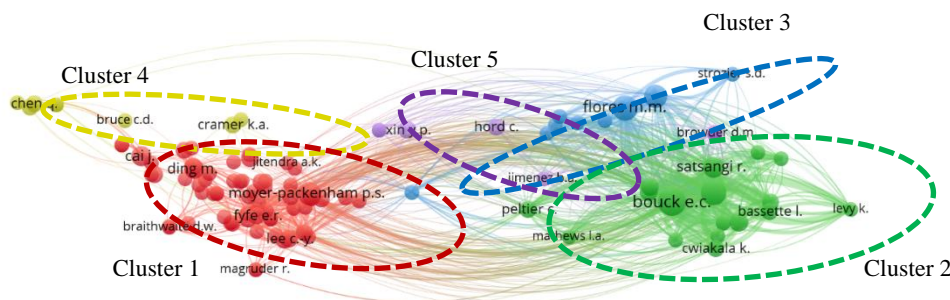 Cluster 3
Cluster 5
Cluster 4
strozier s.d.
chen
flores m.m.
bruce c.d.
cramer k.a.
xin y.p.
hord c.
browder d.m.
cai j.
jitendra a.k.
ding m.
satsangi r.
jimenez b.a.
moyer-packenham p.s.
bouck e.c.
peltier c.
bassette l.
levy k.
fyfe e.r.
braithwaite d.w.
lee c.-y.
mathews l.a.
cwiakala k.
Cluster 1
magruder r.
Cluster 2